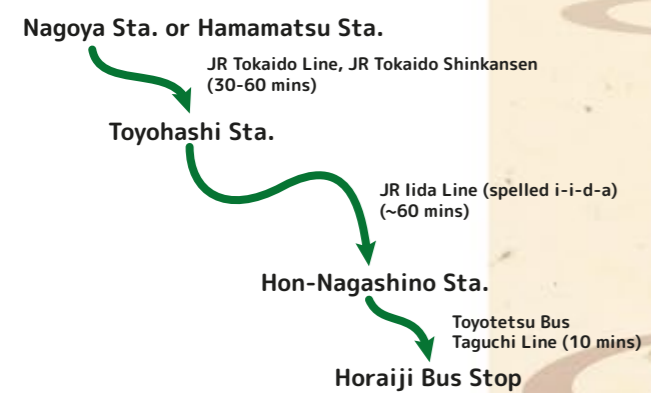 Nagoya Sta. or Hamamatsu Sta.
JR Tokaido Line, JR Tokaido Shinkansen
(30-60 mins)
Toyohashi Sta.
JR Iida Line (spelled i-i-d-a)
(~60 mins)
Hon-Nagashino Sta.
Toyotetsu Bus
Taguchi Line (10 mins)
Horaiji Bus Stop